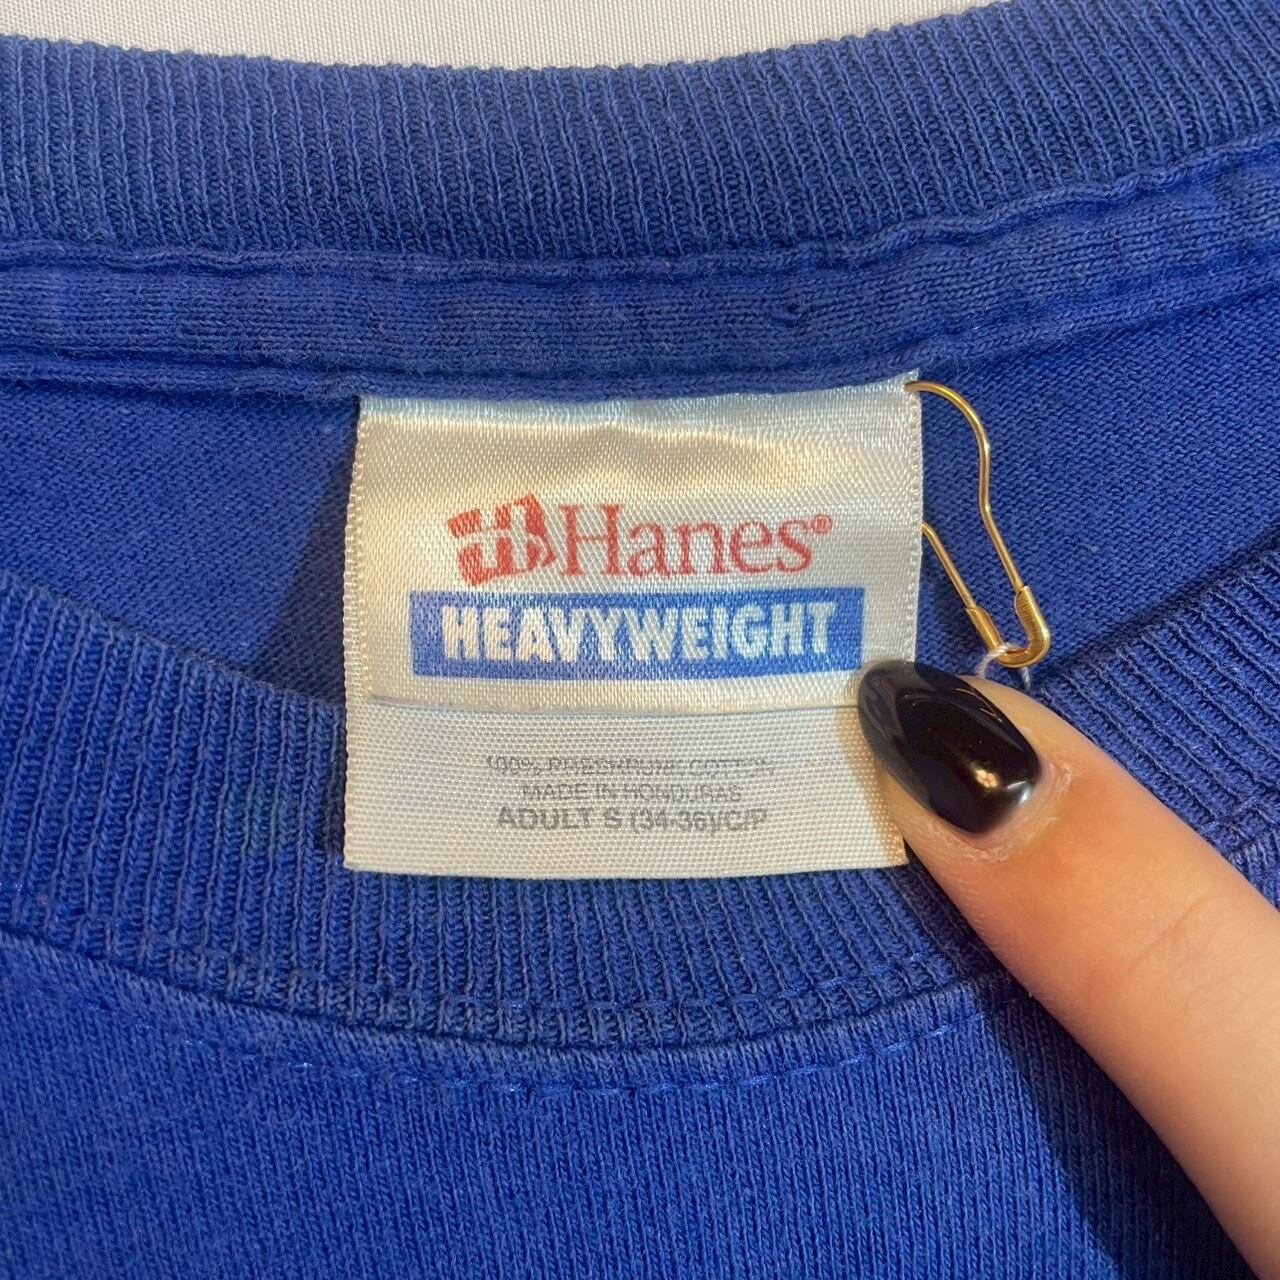 Hanes®
HEAVYWEIGHT
100% PRESHRUNK COTTON
MADE IN HONDURAS
ADULT S (34-36)/C/P